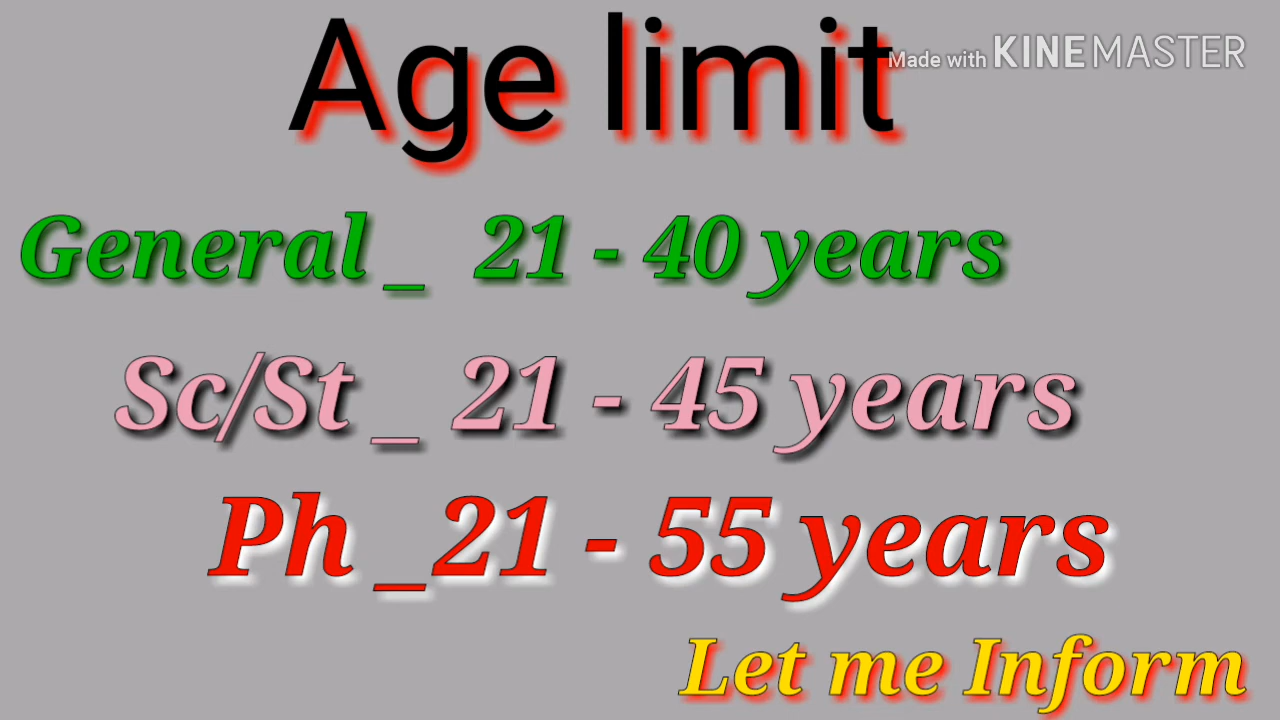 Age limit
Made with KINEMASTER
General _ 21 - 40 years
Sc/St _ 21 - 45 years
Ph _21 - 55 years
Let me Inform